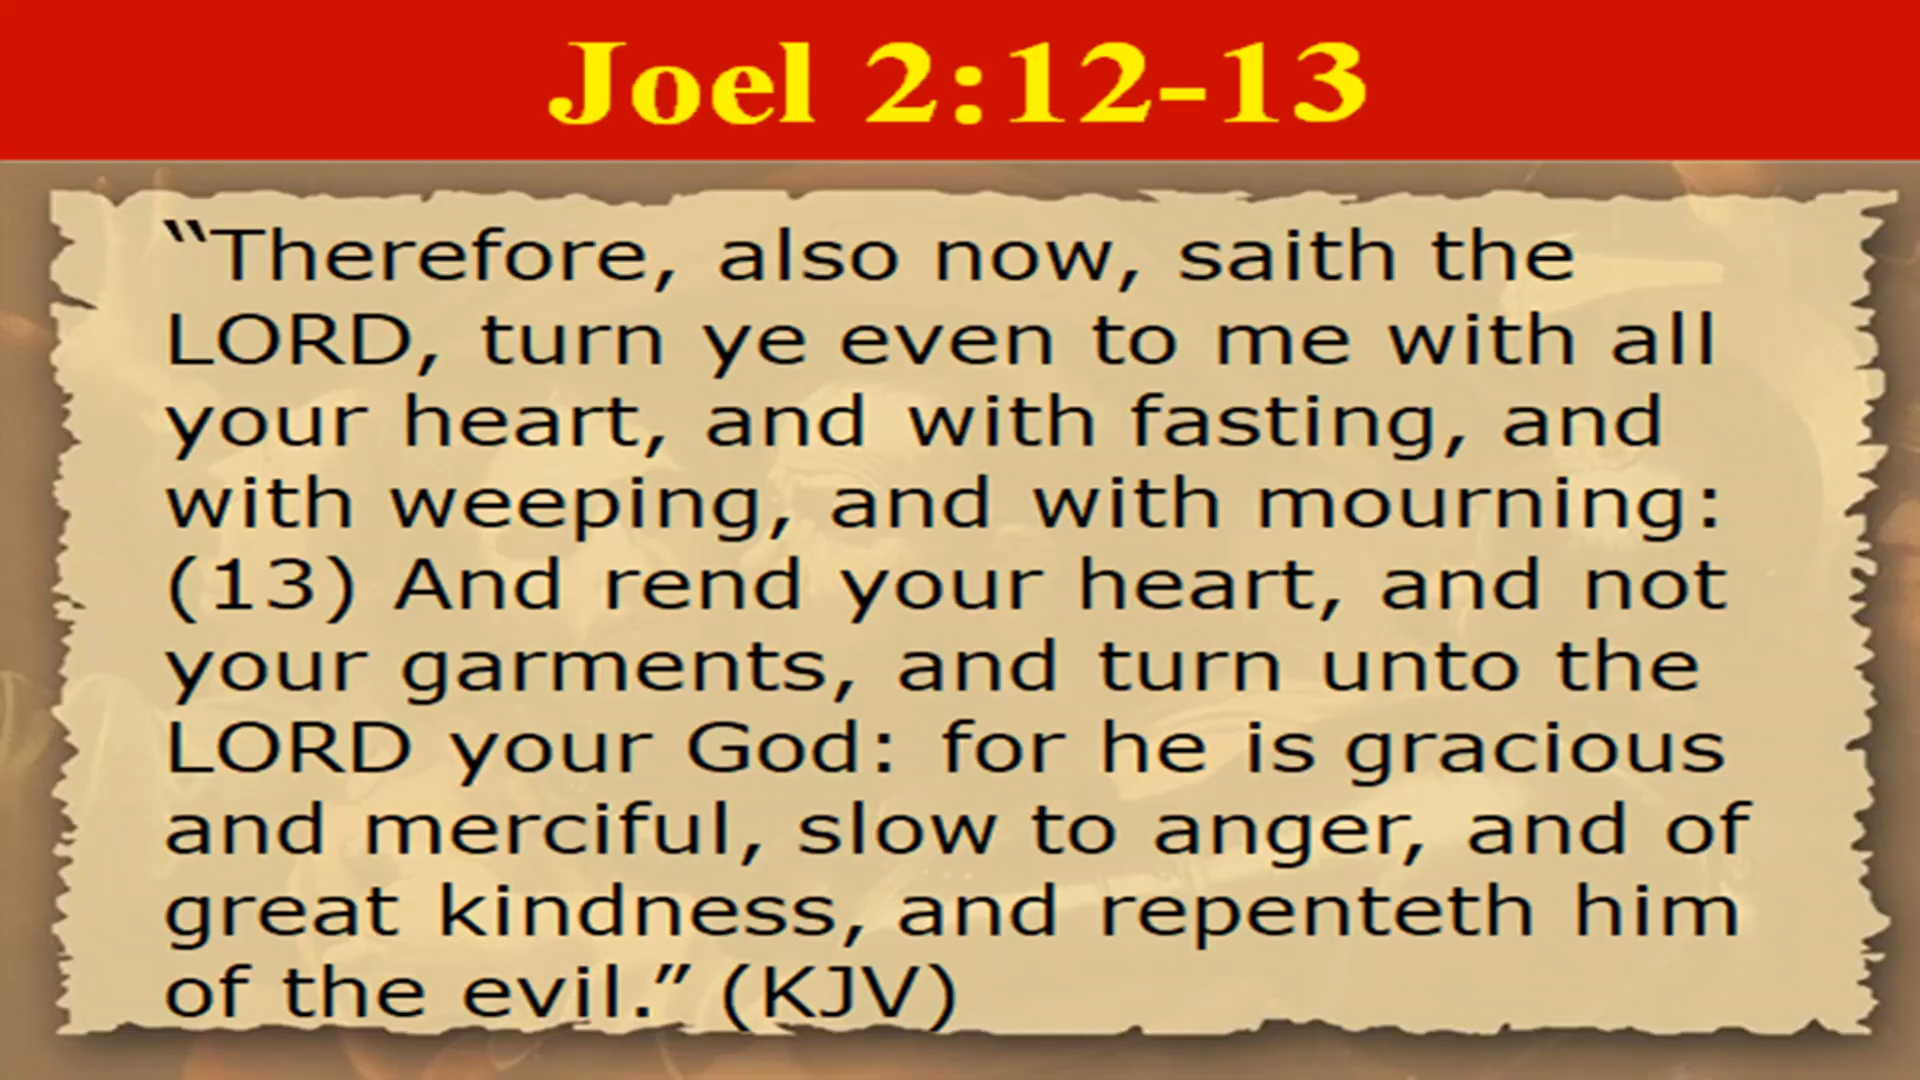 Joel 2:12-13
“Therefore, also now, saith the
LORD, turn ye even to me with all
your heart, and with fasting, and
with weeping, and with mourning:
(13) And rend your heart, and not
your garments, and turn unto the
LORD your God: for he is gracious
and merciful, slow to anger, and of
great kindness, and repenteth him
of the evil.” (KJV)